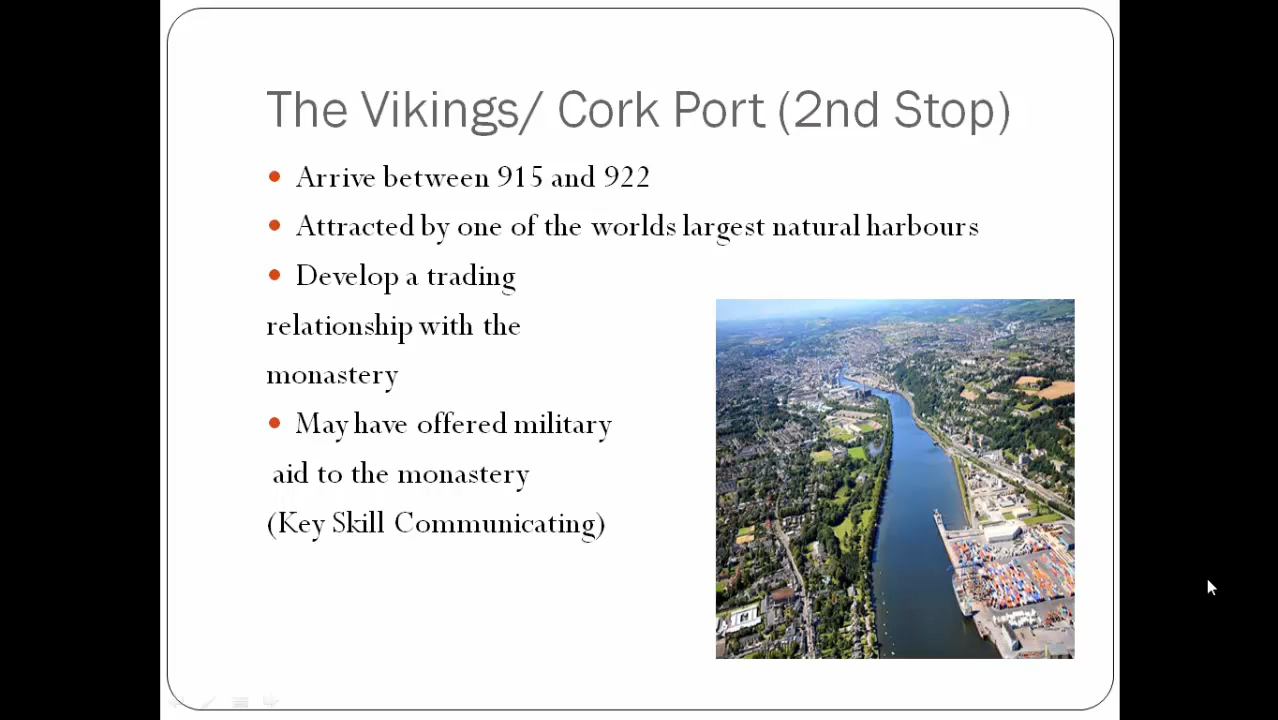 The Vikings/ Cork Port (2nd Stop)
Arrive between 915 and 922
Attracted by one of the worlds largest natural harbours
Develop a trading
relationship with the
monastery
May have offered military
aid to the monastery
(Key Skill Communicating)